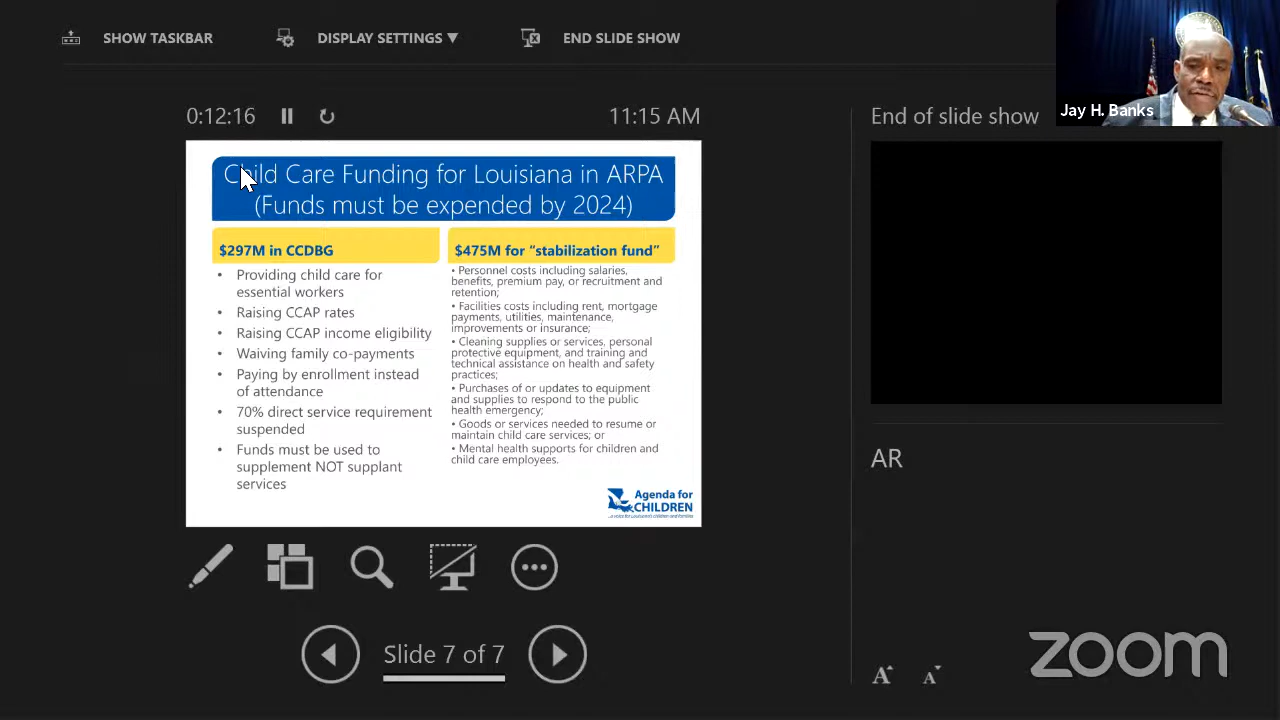 SHOW TASKBAR
DISPLAY SETTINGS ▼
END SLIDE SHOW
Jay H. Banks
0:12:16
11:15 AM
End of slide show
Child Care Funding for Louisiana in ARPA
(Funds must be expended by 2024)
$297M in CCDBG
• Providing child care for
essential workers
• Raising CCAP rates
• Raising CCAP income eligibility
• Waiving family co-payments
• Paying by enrollment instead
of attendance
• 70% direct service requirement
suspended
• Funds must be used to
supplement NOT supplant
services
$475M for “stabilization fund”
• Personnel costs including salaries,
benefits, premium pay, or recruitment and
retention;
• Facilities costs including rent, mortgage
payments, utilities, maintenance,
improvements or insurance;
• Cleaning supplies or services, personal
protective equipment, and training and
technical assistance on health and safety
practices;
• Purchases of or updates to equipment
and supplies to respond to the public
health emergency;
• Goods or services needed to resume or
maintain child care services; or
• Mental health supports for children and
child care employees.
Agenda for
CHILDREN
AR
Slide 7 of 7
A A
zoom